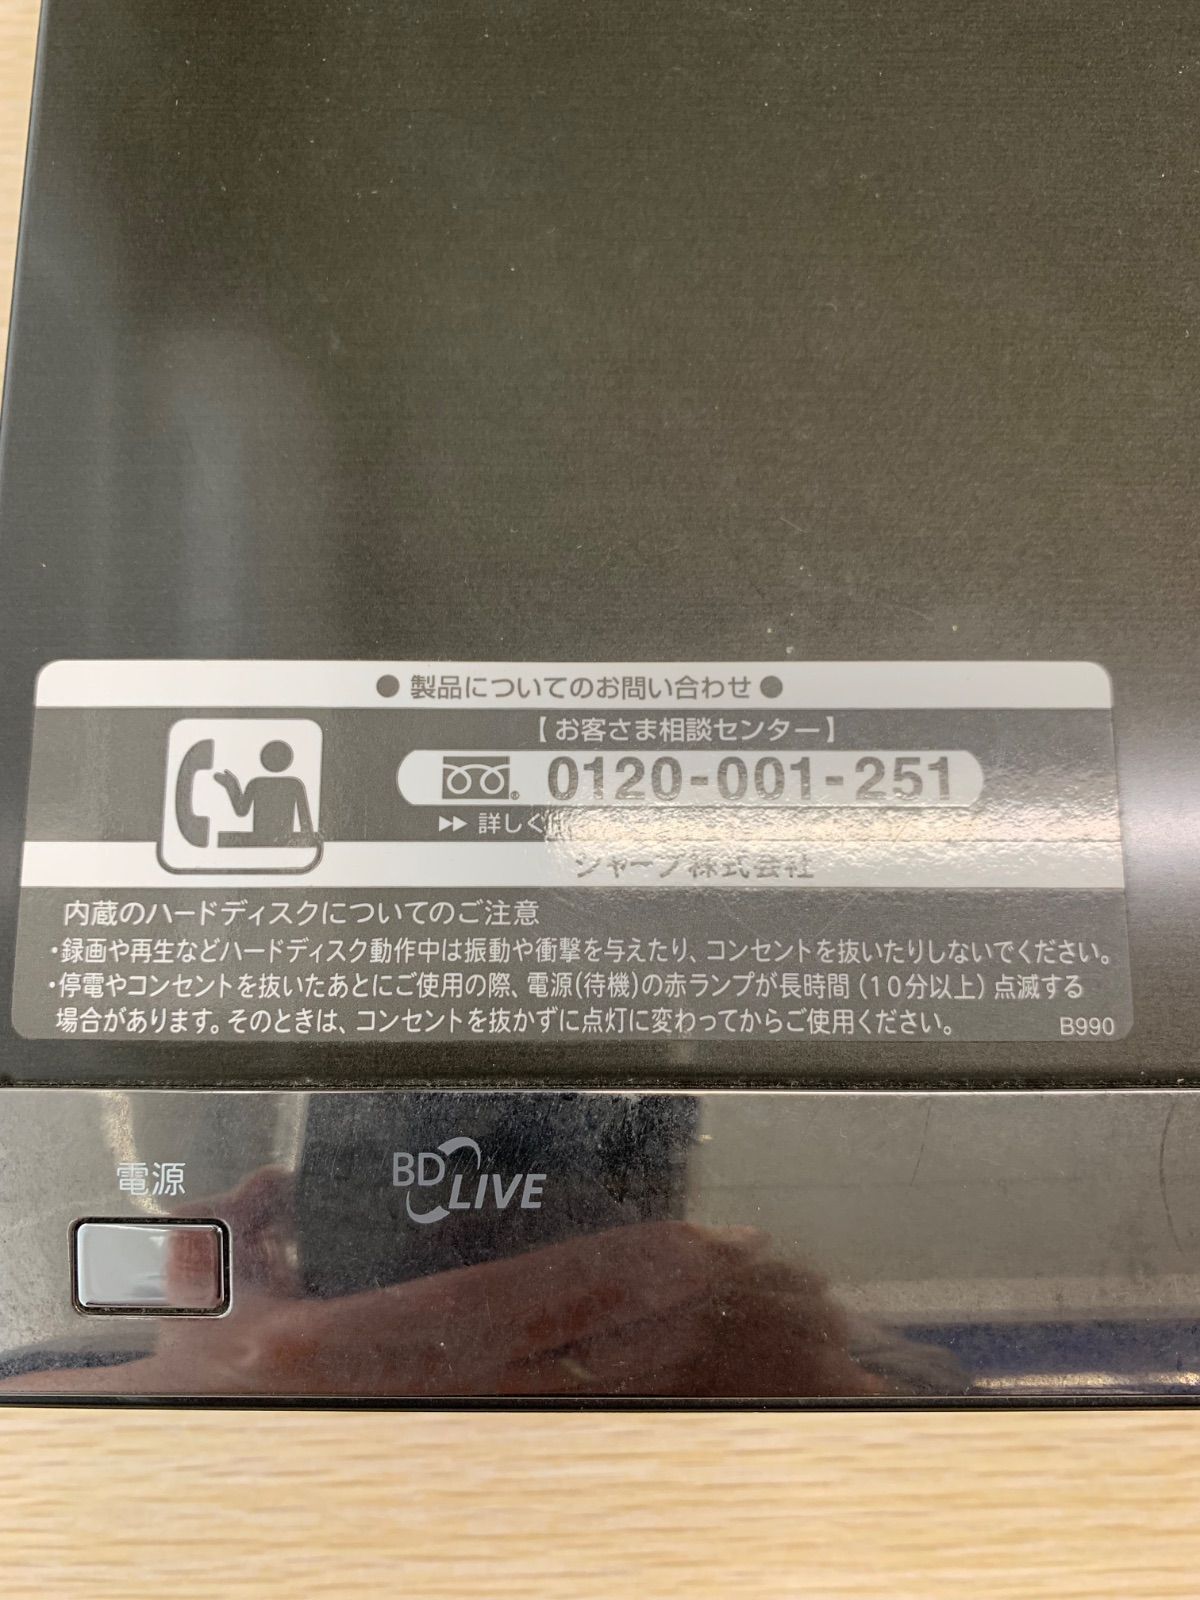 ● 製品についてのお問い合わせ ●
【お客さま相談センター】
0120-001-251
▶▶ 詳しくは
シャープ株式会社
内蔵のハードディスクについてのご注意
・録画や再生などハードディスク動作中は振動や衝撃を与えたり、コンセントを抜いたりしないでください。
・停電やコンセントを抜いたあとにご使用の際、電源(待機)の赤ランプが長時間(10分以上)点滅する
場合があります。そのときは、コンセントを抜かずに点灯に変わってからご使用ください。
B990
電源
BD LIVE